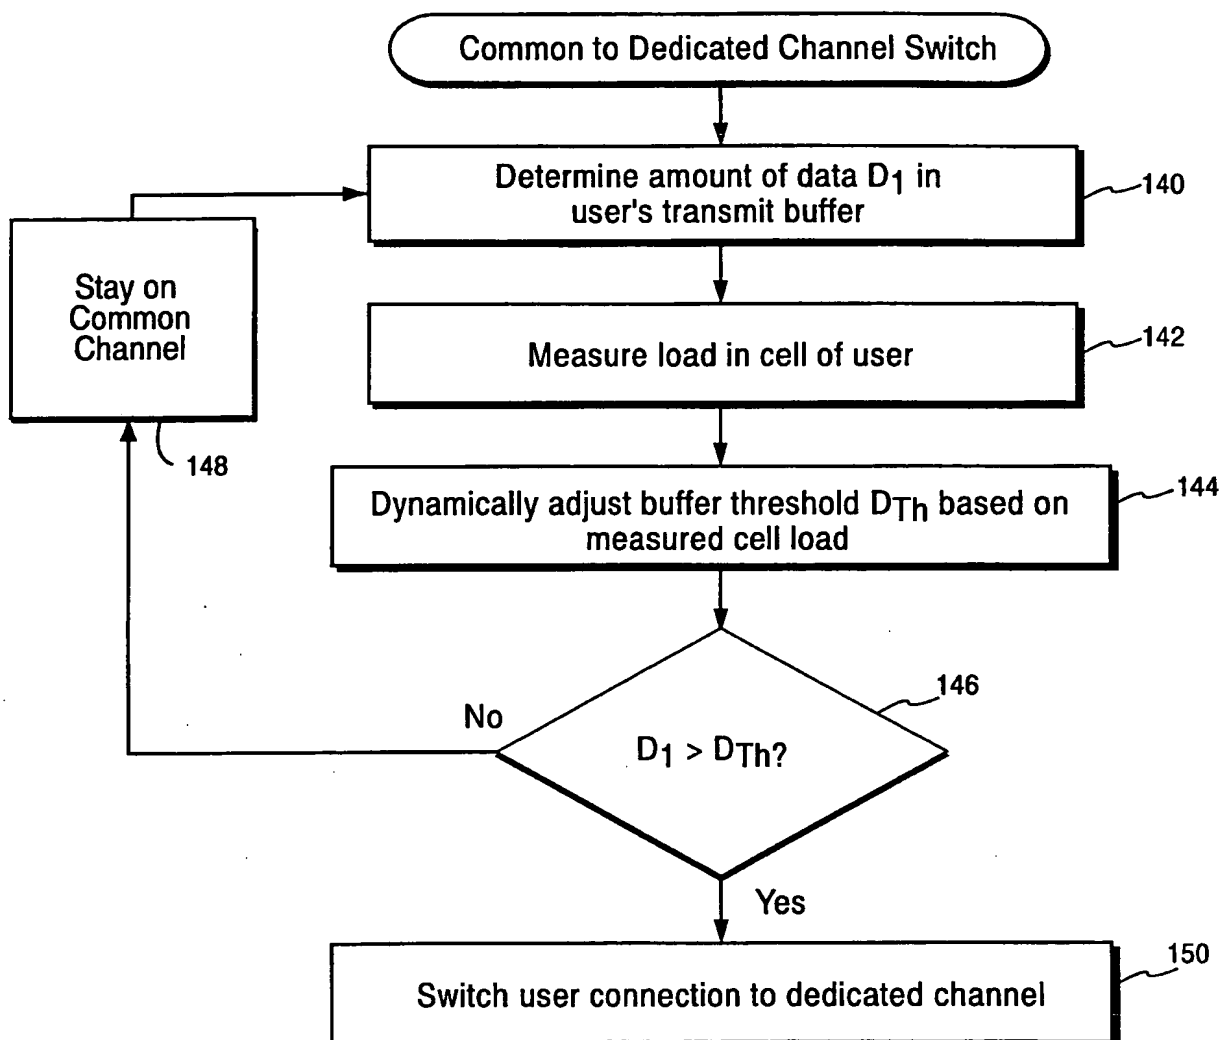 Common to Dedicated Channel Switch
Determine amount of data D1 in
user's transmit buffer
140
Stay on
Common
Channel
148
Measure load in cell of user
142
Dynamically adjust buffer threshold DTh based on
measured cell load
144
D1 > DTh?
146
No
Yes
Switch user connection to dedicated channel
150